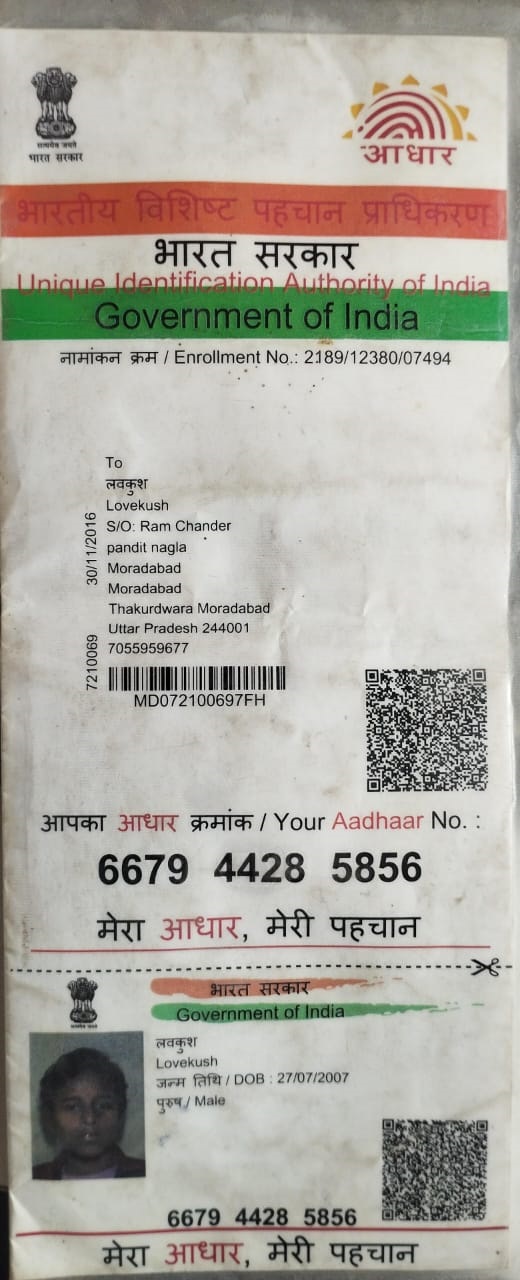 सत्यमेव जयते
भारत सरकार
आधार
भारतीय विशिष्ट पहचान प्राधिकरण
भारत सरकार
Unique Identification Authority of India
Government of India
नामांकन क्रम / Enrollment No.: 2189/12380/07494
To
लवकुश
Lovekush
S/O: Ram Chander
pandit nagla
Moradabad
Moradabad
Thakurdwara Moradabad
Uttar Pradesh 244001
7055959677
30/11/2016
7210069
MD072100697FH
आपका आधार क्रमांक / Your Aadhaar No. :
6679 4428 5856
मेरा आधार, मेरी पहचान
भारत सरकार
Government of India
लवकुश
Lovekush
जन्म तिथि / DOB : 27/07/2007
पुरुष / Male
6679 4428 5856
मेरा आधार, मेरी पहचान